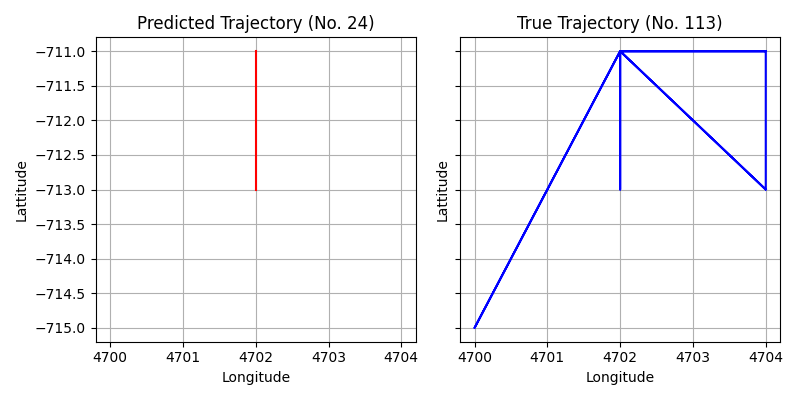 Predicted Trajectory (No. 24)
True Trajectory (No. 113)
−711.0
−711.5
−712.0
−712.5
−713.0
−713.5
−714.0
−714.5
−715.0
Lattitude
Lattitude
4700 4701 4702 4703 4704
4700 4701 4702 4703 4704
Longitude
Longitude